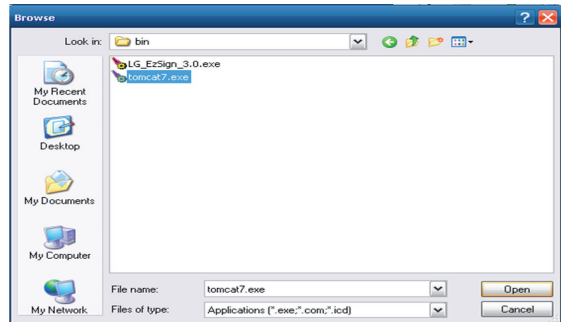 Browse
Look in:
bin
LG_EzSign_3.0.exe
tomcat7.exe
My Recent
Documents
Desktop
My Documents
My Computer
My Network
File name:
tomcat7.exe
Open
Files of type:
Applications (*.exe;*.com;*.icd)
Cancel